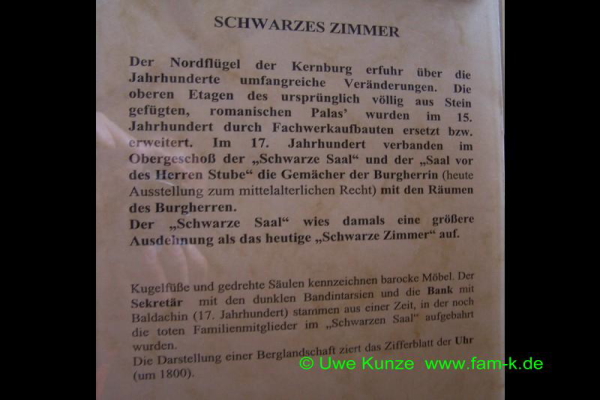 SCHWARZES ZIMMER
Der Nordflügel der Kernburg erfuhr über die
Jahrhunderte umfangreiche Veränderungen. Die
oberen Etagen des ursprünglich völlig aus Stein
gefügten, romanischen Palas' wurden im 15.
Jahrhundert durch Fachwerkaufbauten ersetzt bzw.
erweitert. Im 17. Jahrhundert verbanden im
Obergeschoß der „Schwarze Saal" und der „Saal vor
des Herren Stube" die Gemächer der Burgherrin (heute
Ausstellung zum mittelalterlichen Recht) mit den Räumen
des Burgherren.
Der „Schwarze Saal" wies damals eine größere
Ausdehnung als das heutige „Schwarze Zimmer" auf.
Kugelfüße und gedrehte Säulen kennzeichnen barocke Möbel. Der
Sekretär mit den dunklen Bandintarsien und die Bank mit
Baldachin (17. Jahrhundert) stammen aus einer Zeit, in der noch
die toten Familienmitglieder im „Schwarzen Saal" aufgebahrt
wurden.
Die Darstellung einer Berglandschaft ziert das Zifferblatt der Uhr
(um 1800).
© Uwe Kunze www.fam-k.de